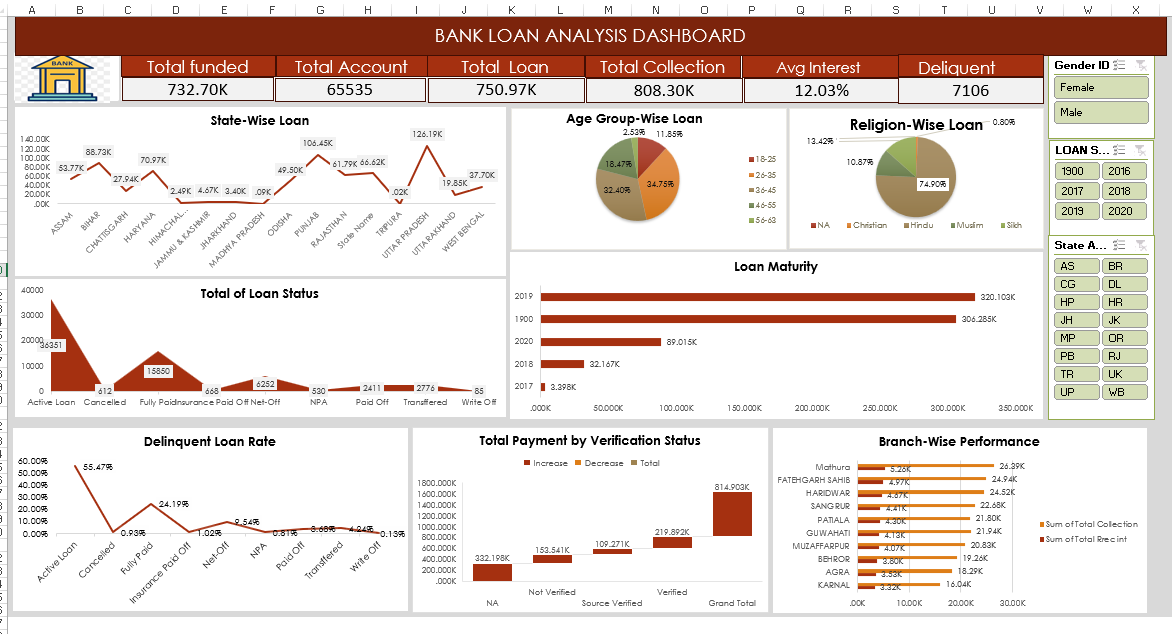 A B C D E F G H I J K L M N O P Q R S T U V W X
BANK LOAN ANALYSIS DASHBOARD
BANK
Total funded
732.70K
Total Account
65535
Total Loan
750.97K
Total Collection
808.30K
Avg Interest
12.03%
Deliquent
7106
Gender ID
Female
Male
LOAN S...
1900 2016
2017 2018
2019 2020
State A...
AS BR
CG DL
HP HR
JH JK
MP OR
PB RJ
TR UK
UP WB
State-Wise Loan
140.00K
120.00K
100.00K
80.00K
60.00K
40.00K
20.00K
.00K
53.77K 88.73K 27.94K 70.97K 2.49K 4.67K 3.40K .09K 49.50K 106.45K 61.79K 66.62K .02K 126.19K 19.85K 37.70K
ASSAM
BIHAR
CHATTISGARH
HARYANA
HIMACHAL...
JAMMU & KASHMIR
JHARKHAND
MADHYA PRADESH
ODISHA
PUNJAB
RAJASTHAN
State Name
TRIPURA
UTTAR PRADESH
UTTARAKHAND
WEST BENGAL
Age Group-Wise Loan
2.53% 11.85%
18.47% 34.75%
32.40%
18-25
26-35
36-45
46-55
56-63
Religion-Wise Loan
0.80%
13.42%
10.87%
74.90%
NA Christian Hindu Muslim Sikh
Total of Loan Status
40000
30000
20000
10000
0
36351 612 15850 668 6252 530 2411 2776 85
Active Loan Cancelled Fully Paid Insurance Paid Off Net-Off NPA Paid Off Transffered Write Off
Loan Maturity
2019 320.103K
1900 306.285K
2020 89.015K
2018 32.167K
2017 3.398K
.000K 50.000K 100.000K 150.000K 200.000K 250.000K 300.000K 350.000K
Delinquent Loan Rate
60.00%
50.00%
40.00%
30.00%
20.00%
10.00%
0.00%
55.47% 0.93% 24.19% 1.02% 9.54% 0.81% 3.68% 4.24% 0.13%
Active Loan
Cancelled
Fully Paid
Insurance Paid Off
Net-Off
NPA
Paid Off
Transffered
Write Off
Total Payment by Verification Status
Increase Decrease Total
1800.000K
1600.000K
1400.000K
1200.000K
1000.000K
800.000K
600.000K
400.000K
200.000K
.000K
332.198K 153.541K 109.271K 219.892K 814.903K
NA Not Verified Source Verified Verified Grand Total
Branch-Wise Performance
Mathura 5.26K 26.39K
FATEHGARH SAHIB 4.97K 24.94K
HARIDWAR 4.67K 24.52K
SANGRUR 4.41K 22.68K
PATIALA 4.30K 21.80K
GUWAHATI 4.13K 21.94K
MUZAFFARPUR 4.07K 20.83K
BEHROR 3.80K 19.26K
AGRA 3.53K 18.29K
KARNAL 3.32K 16.04K
.00K 10.00K 20.00K 30.00K
Sum of Total Collection
Sum of Total Rrec int